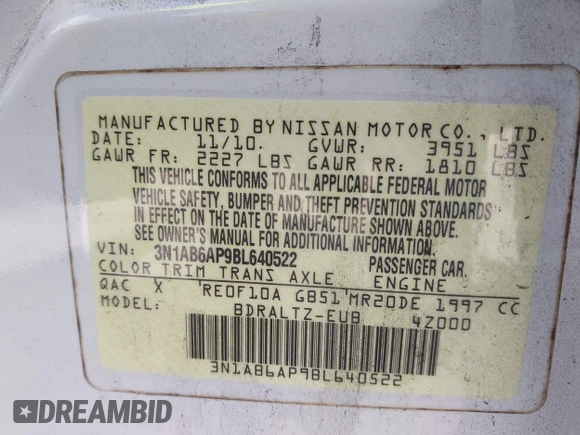 MANUFACTURED BY NISSAN MOTOR CO., LTD.
DATE: 11/10. GVWR: 3951 LBS
GAWR FR: 2227 LBS GAWR RR: 1810 LBS
THIS VEHICLE CONFORMS TO ALL APPLICABLE FEDERAL MOTOR
VEHICLE SAFETY, BUMPER AND THEFT PREVENTION STANDARDS
IN EFFECT ON THE DATE OF MANUFACTURE SHOWN ABOVE.
SEE OWNER'S MANUAL FOR ADDITIONAL INFORMATION.
VIN: 3N1AB6AP9BL640522 PASSENGER CAR.
COLOR TRIM TRANS AXLE ENGINE
QAC X RE0F10A GB51 MR20DE 1997 CC
MODEL: BDRALTZ-EUB 4Z000
3N1AB6AP9BL640522
DREAMBID